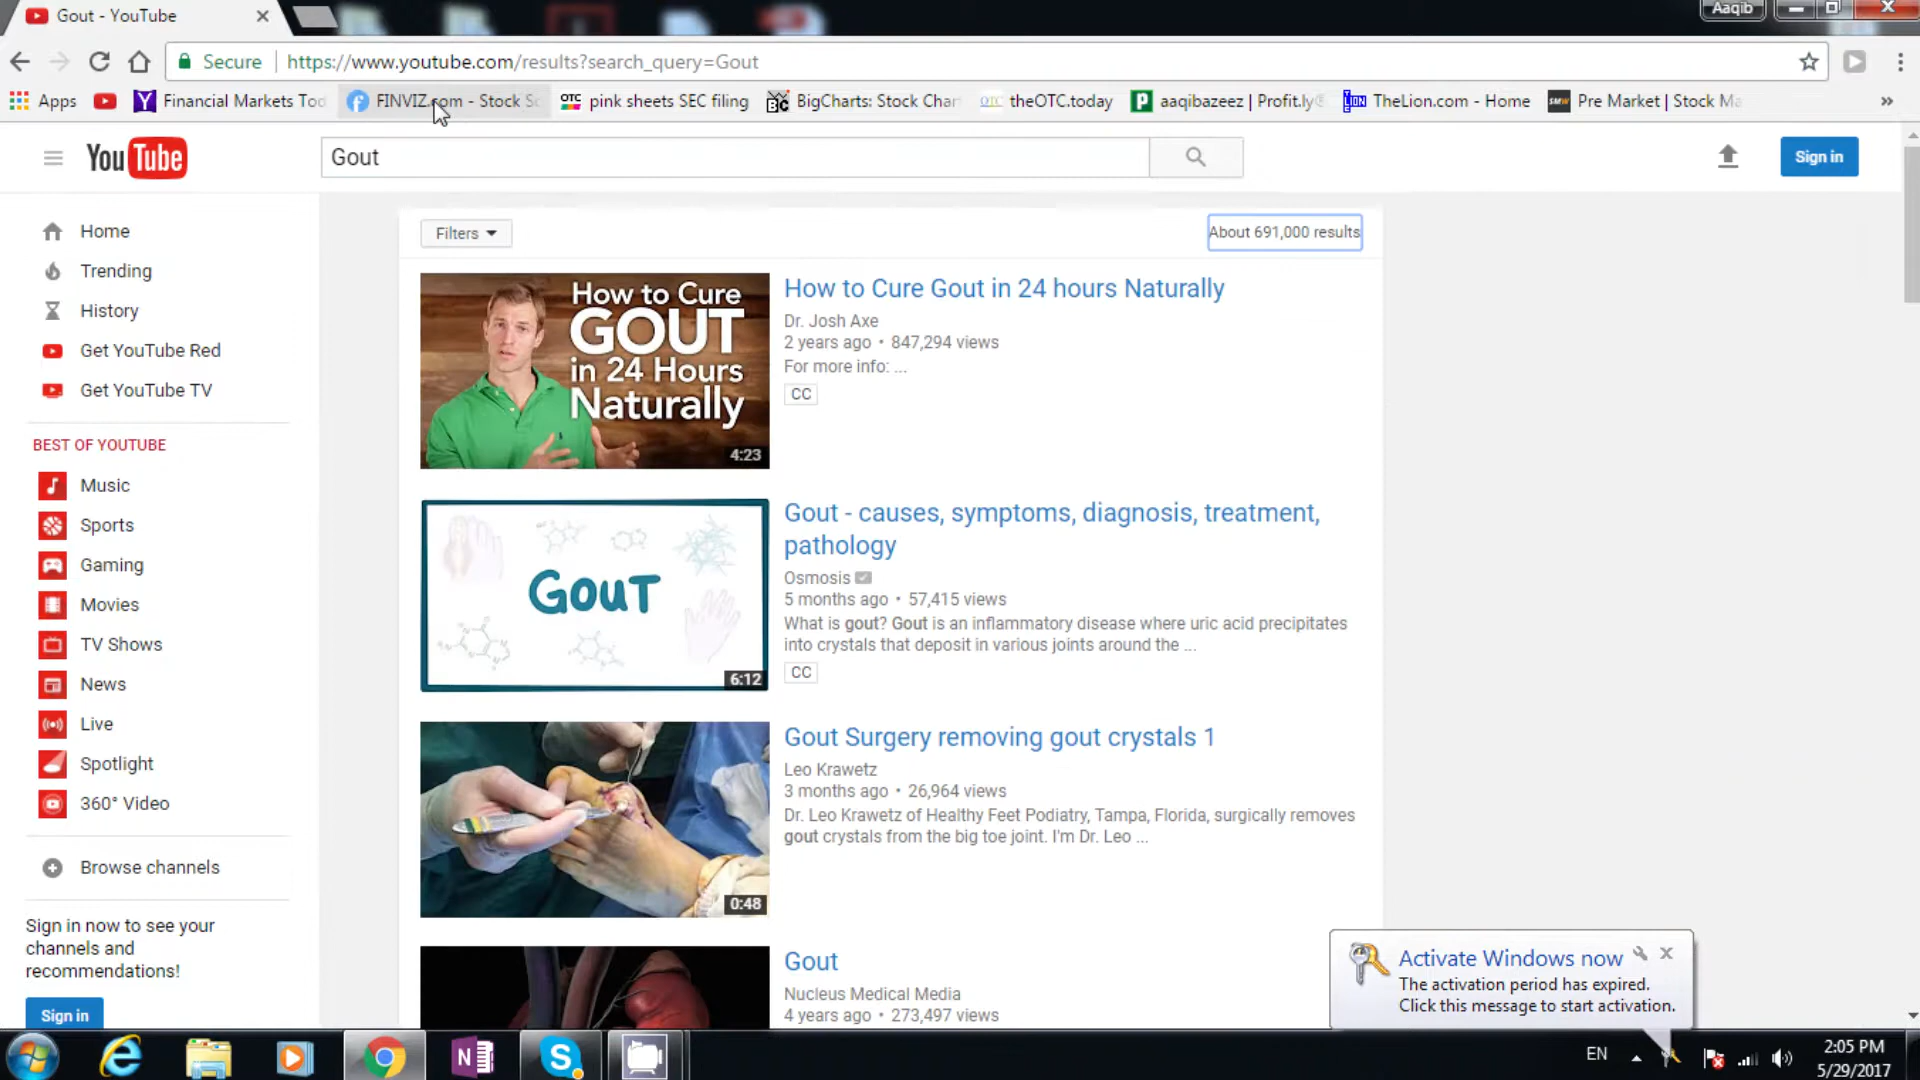 Gout - YouTube
Aaqib
Secure https://www.youtube.com/results?search_query=Gout
Apps Financial Markets Too FINVIZ.com - Stock Sc OTC pink sheets SEC filing BC BigCharts: Stock Char OTC theOTC.today P aaqibazeez | Profit.ly LION TheLion.com - Home SMW Pre Market | Stock Ma »
YouTube
Gout
Sign in
Home
Trending
History
Get YouTube Red
Get YouTube TV
BEST OF YOUTUBE
Music
Sports
Gaming
Movies
TV Shows
News
Live
Spotlight
360° Video
Browse channels
Sign in now to see your
channels and
recommendations!
Sign in
Filters
About 691,000 results
How to Cure
GOUT
in 24 Hours
Naturally
4:23
How to Cure Gout in 24 hours Naturally
Dr. Josh Axe
2 years ago • 847,294 views
For more info: ...
CC
GOUT
6:12
Gout - causes, symptoms, diagnosis, treatment,
pathology
Osmosis
5 months ago • 57,415 views
What is gout? Gout is an inflammatory disease where uric acid precipitates
into crystals that deposit in various joints around the ...
CC
0:48
Gout Surgery removing gout crystals 1
Leo Krawetz
3 months ago • 26,964 views
Dr. Leo Krawetz of Healthy Feet Podiatry, Tampa, Florida, surgically removes
gout crystals from the big toe joint. I'm Dr. Leo ...
Gout
Nucleus Medical Media
4 years ago • 273,497 views
Activate Windows now
The activation period has expired.
Click this message to start activation.
EN
2:05 PM
5/29/2017